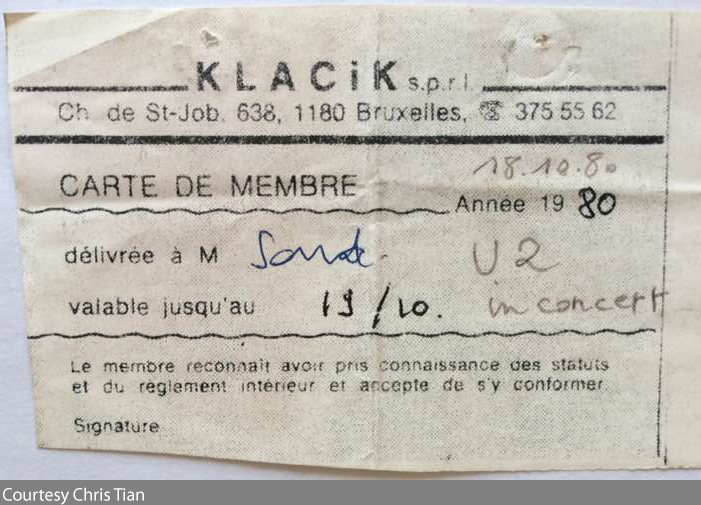 KLACiK s.p.r.l.
Ch. de St-Job, 638, 1180 Bruxelles, ☎ 375 55 62
18.10.80
CARTE DE MEMBRE
Année 19 80
délivrée à M
U2
valable jusqu'au 19/10.
in concert
Le membre reconnaît avoir pris connaissance des statuts
et du règlement intérieur et accepte de s'y conformer.
Signature
Courtesy Chris Tian